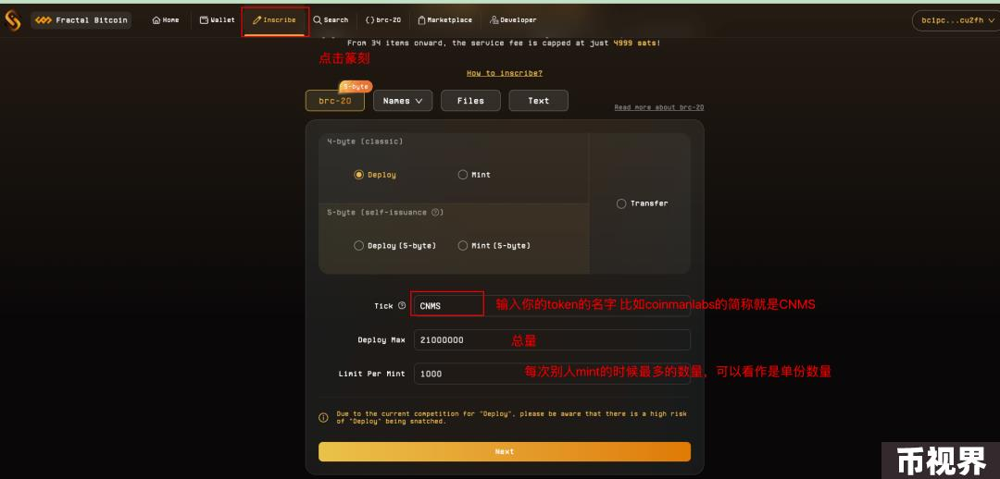 Fractal Bitcoin Home Wallet Inscribe Search brc-20 Marketplace Developer bc1pc...cu2fh
From 34 items onward, the service fee is capped at just 4999 sats!
点击篆刻
How to inscribe?
5-byte
brc-20 Names Files Text
Read more about brc-20
4-byte (classic)
Deploy Mint
Transfer
5-byte (self-issuance ?)
Deploy (5-byte) Mint (5-byte)
Tick ? CNMS 输入你的token的名字 比如coinmanlabs的简称就是CNMS
Deploy Max 21000000 总量
Limit Per Mint 1000 每次别人mint的时候最多的数量，可以看作是单份数量
Due to the current competition for "Deploy", please be aware that there is a high risk
of "Deploy" being snatched.
Next
币视界